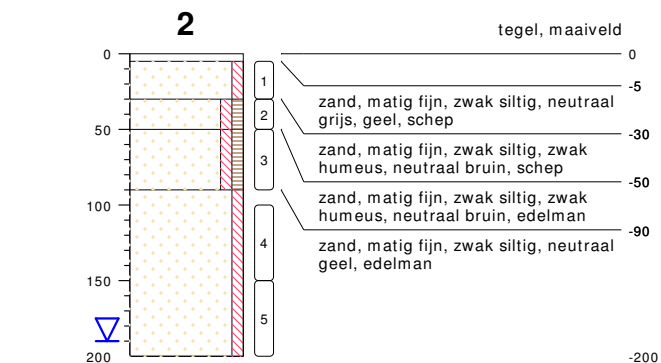 2
tegel, maaiveld
0
0
1
-5
zand, matig fijn, zwak siltig, neutraal
grijs, geel, schep
2
-30
50
zand, matig fijn, zwak siltig, zwak
humeus, neutraal bruin, schep
3
-50
zand, matig fijn, zwak siltig, zwak
humeus, neutraal bruin, edelman
100
-90
4
zand, matig fijn, zwak siltig, neutraal
geel, edelman
150
5
200
-200